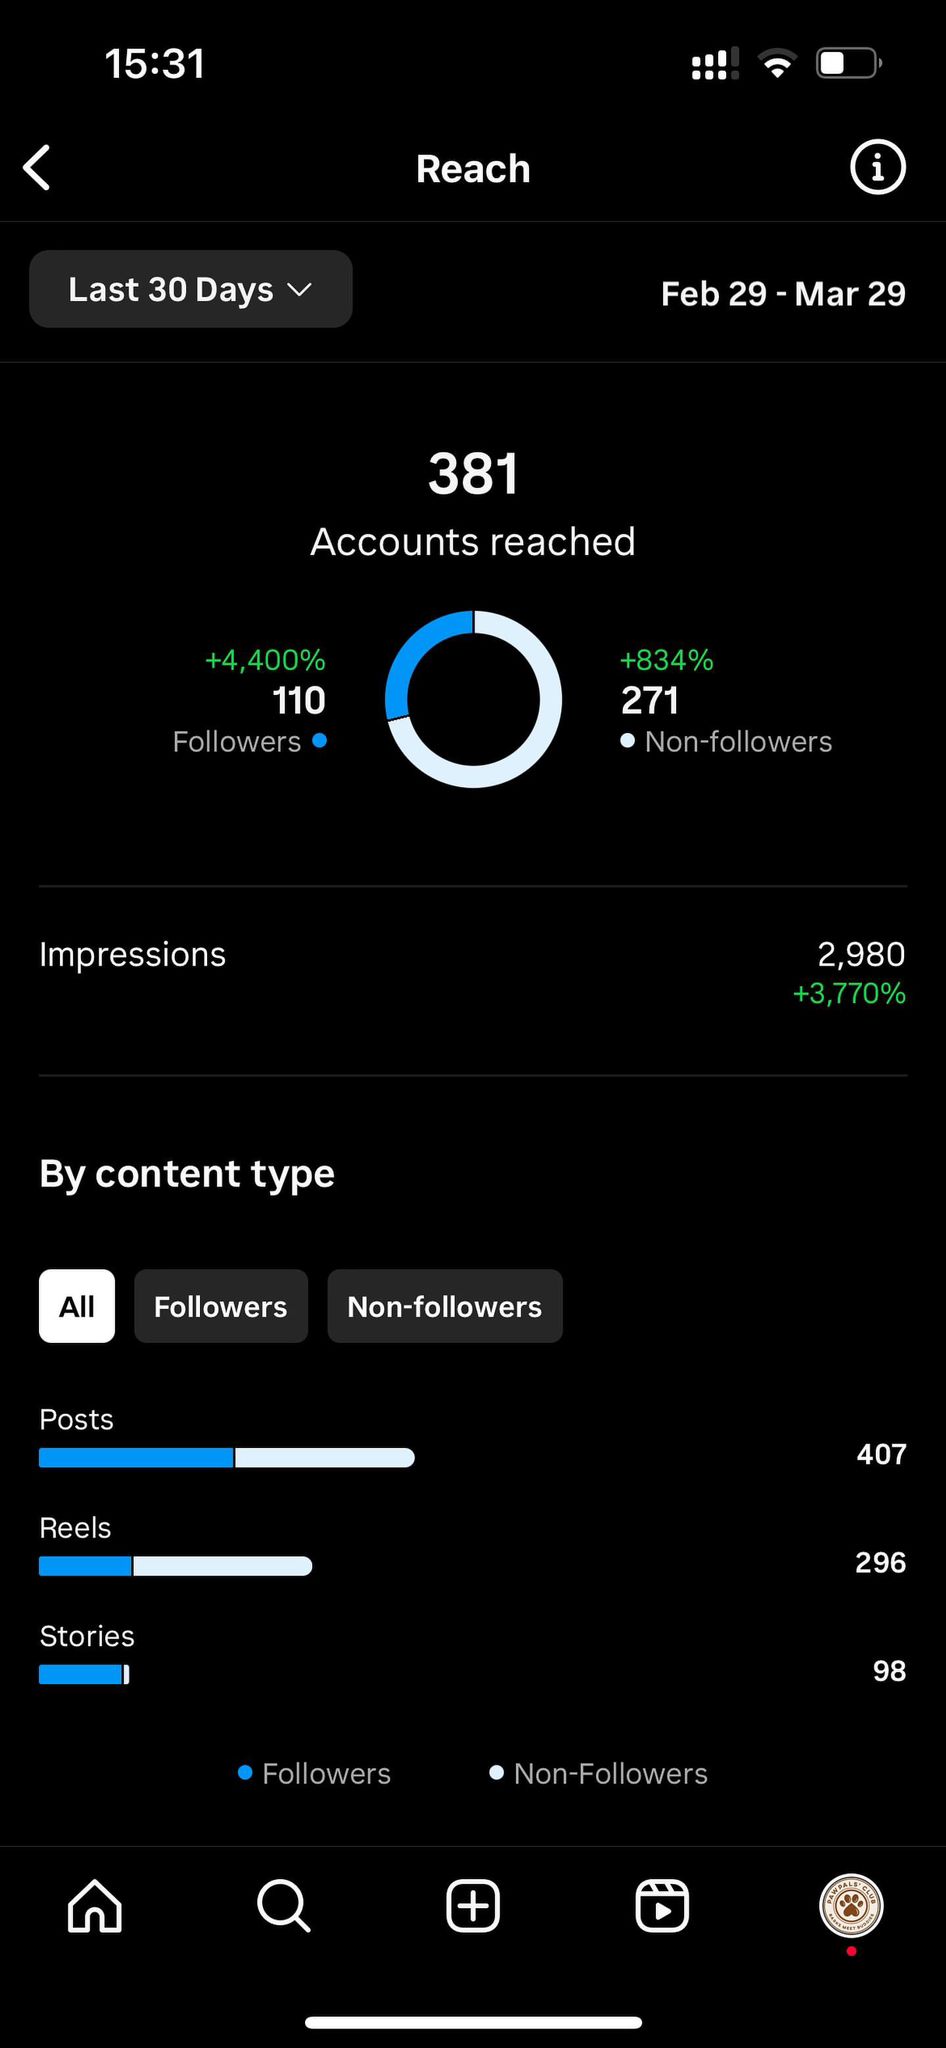 15:31
Reach
Last 30 Days
Feb 29 - Mar 29
381
Accounts reached
+4,400%
110
Followers
+834%
271
Non-followers
Impressions
2,980
+3,770%
By content type
All
Followers
Non-followers
Posts
407
Reels
296
Stories
98
Followers
Non-Followers
PAWPALS' CLUB